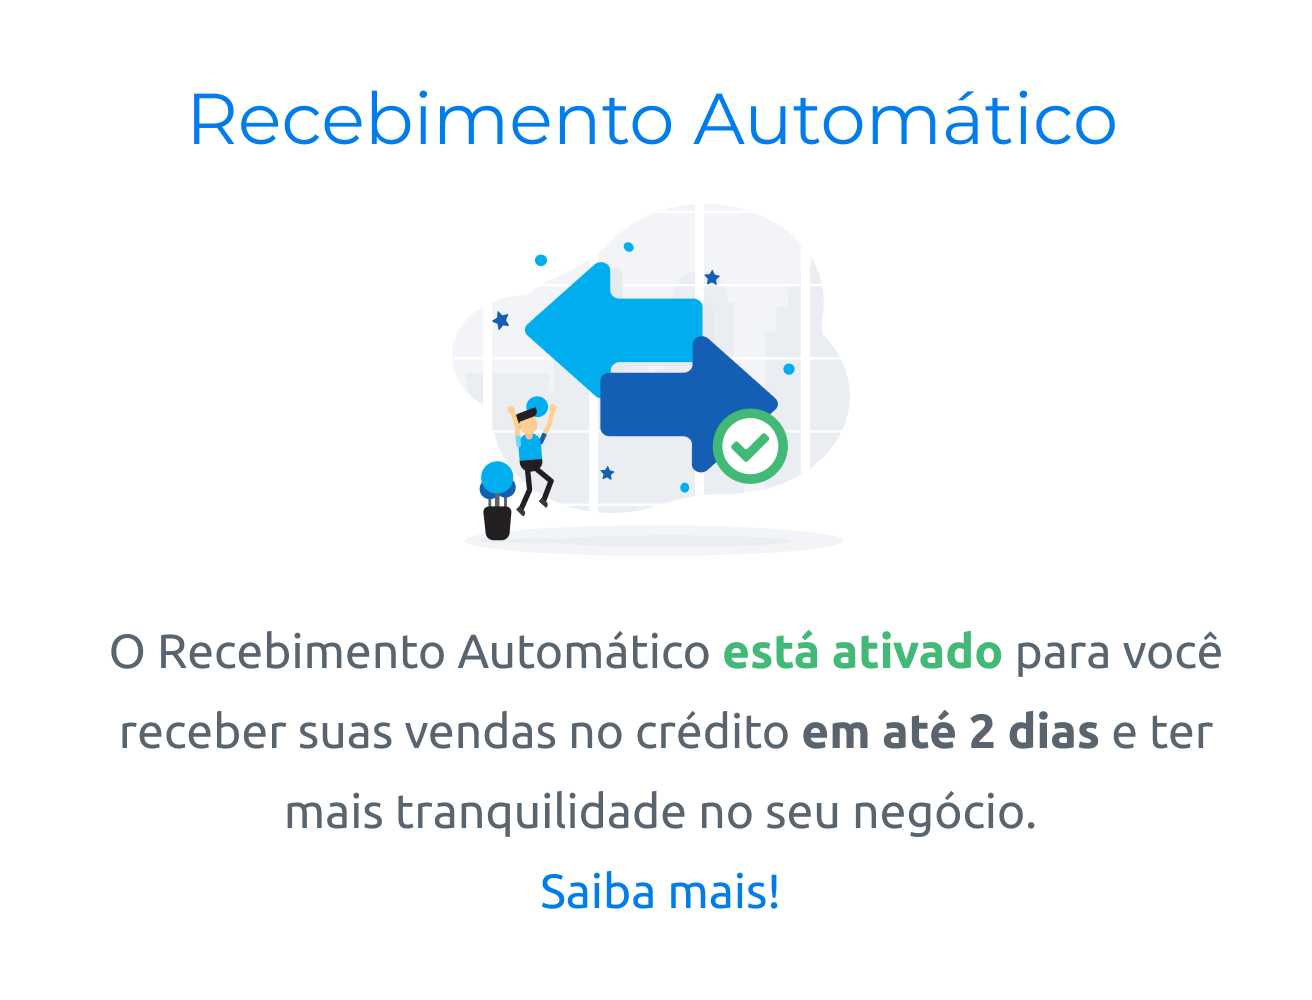 Recebimento Automático
O Recebimento Automático está ativado para você
receber suas vendas no crédito em até 2 dias e ter
mais tranquilidade no seu negócio.
Saiba mais!